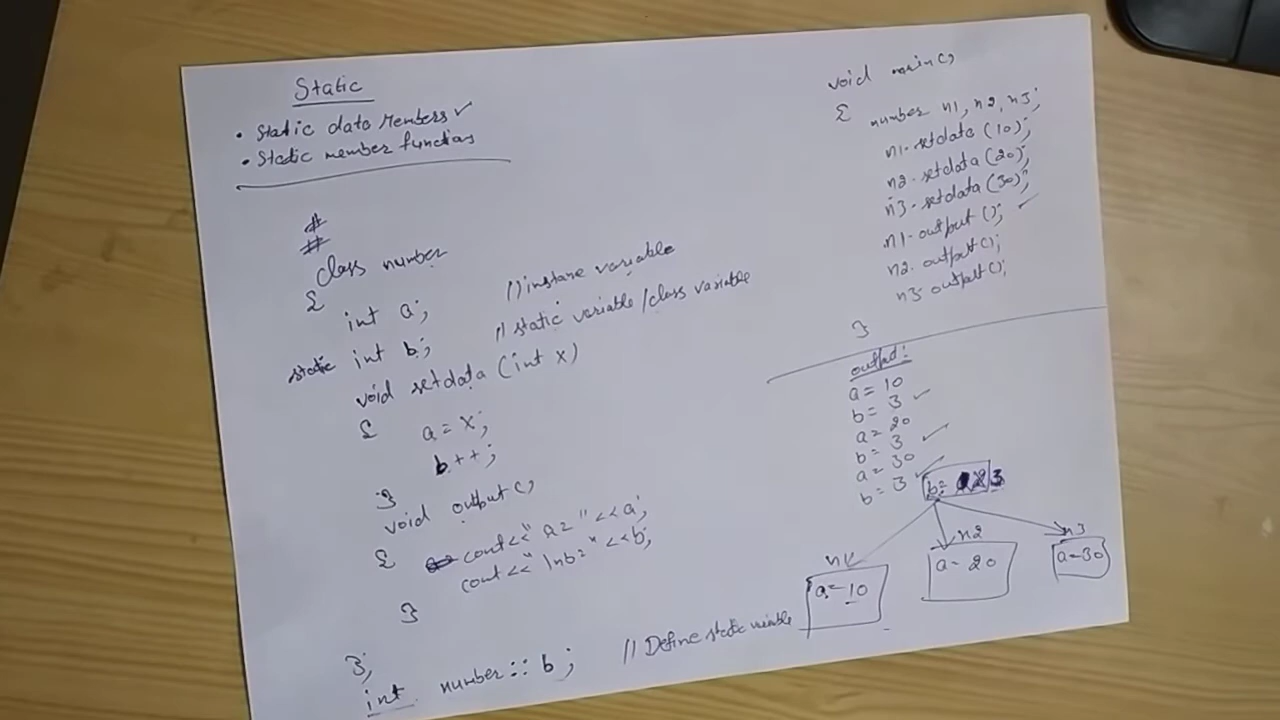 Static
• Static data Members ✓
• Static member functions
#
#
class number
{
int a; //instane variable
static int b; // static variable/class variable
void setdata (int x)
{
a = x;
b++;
}
void output()
{
cout<<"a="<<a;
cout<<"\nb="<<b;
}
};
int number::b; // Define static variable
void main()
{
number n1, n2, n3;
n1.setdata (10);
n2.setdata (20);
n3.setdata (30);
n1.output (); ✓
n2.output();
n3.output();
}
output:
a = 10
b = 3 ✓
a = 20
b = 3 ✓
a = 30
b = 3 ✓
b= 3
n1 n2 n3
a=10 a=20 a=30